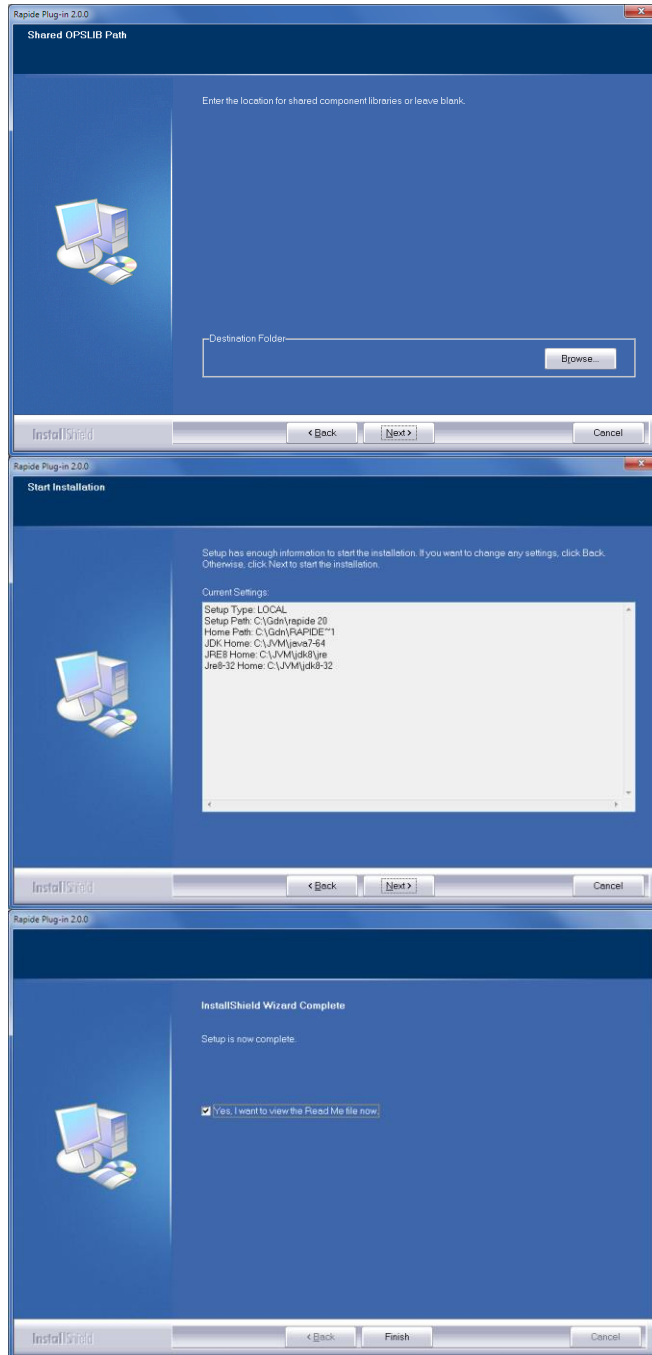 Rapide Plug-in 2.0.0
Shared OPSLIB Path
Enter the location for shared component libraries or leave blank.
Destination Folder
Browse...
InstallShield
< Back
Next >
Cancel
Rapide Plug-in 2.0.0
Start Installation
Setup has enough information to start the installation. If you want to change any settings, click Back.
Otherwise, click Next to start the installation.
Current Settings:
Setup Type: LOCAL
Setup Path: C:\Gdn\rapide 20
Home Path: C:\Gdn\RAPIDE~1
JDK Home: C:\JVM\java7-64
JRE8 Home: C:\JVM\jdk8\jre
Jre8-32 Home: C:\JVM\jdk8-32
InstallShield
< Back
Next >
Cancel
Rapide Plug-in 2.0.0
InstallShield Wizard Complete
Setup is now complete.
Yes, I want to view the Read Me file now.
InstallShield
< Back
Finish
Cancel